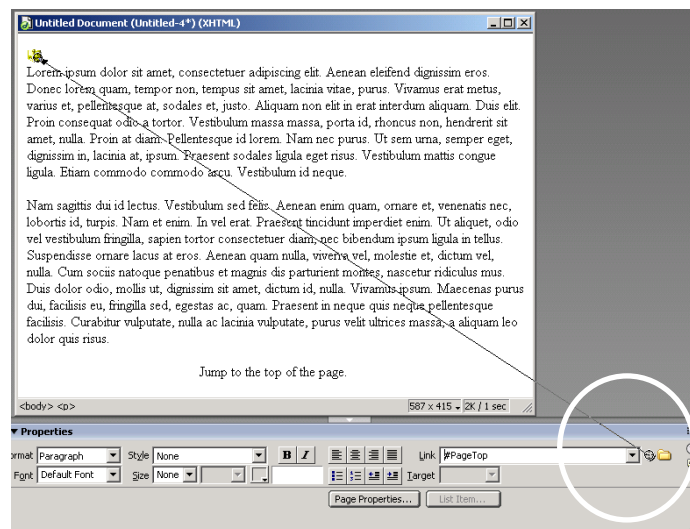 Untitled Document (Untitled-4*) (XHTML)
Lorem ipsum dolor sit amet, consectetuer adipiscing elit. Aenean eleifend dignissim eros.
Donec lorem quam, tempor non, tempus sit amet, lacinia vitae, purus. Vivamus erat metus,
varius et, pellentesque at, sodales et, justo. Aliquam non elit in erat interdum aliquam. Duis elit.
Proin consequat odio a tortor. Vestibulum massa massa, porta id, rhoncus non, hendrerit sit
amet, nulla. Proin at diam. Pellentesque id lorem. Nam nec purus. Ut sem urna, semper eget,
dignissim in, lacinia at, ipsum. Praesent sodales ligula eget risus. Vestibulum mattis congue
ligula. Etiam commodo commodo arcu. Vestibulum id neque.
Nam sagittis dui id lectus. Vestibulum sed felis. Aenean enim quam, ornare et, venenatis nec,
lobortis id, turpis. Nam et enim. In vel erat. Praesent tincidunt imperdiet enim. Ut aliquet, odio
vel vestibulum fringilla, sapien tortor consectetuer diam, nec bibendum ipsum ligula in tellus.
Suspendisse ornare lacus at eros. Aenean quam nulla, viverra vel, molestie et, dictum vel,
nulla. Cum sociis natoque penatibus et magnis dis parturient montes, nascetur ridiculus mus.
Duis dolor odio, mollis ut, dignissim sit amet, dictum id, nulla. Vivamus ipsum. Maecenas purus
dui, facilisis eu, fringilla sed, egestas ac, quam. Praesent in neque quis neque pellentesque
facilisis. Curabitur vulputate, nulla ac lacinia vulputate, purus velit ultrices massa, a aliquam leo
dolor quis risus.
Jump to the top of the page.
<body> <p> 587 x 415 2K / 1 sec
Properties
ormat Paragraph Style None B I Link #PageTop
Font Default Font Size None Target
Page Properties... List Item...